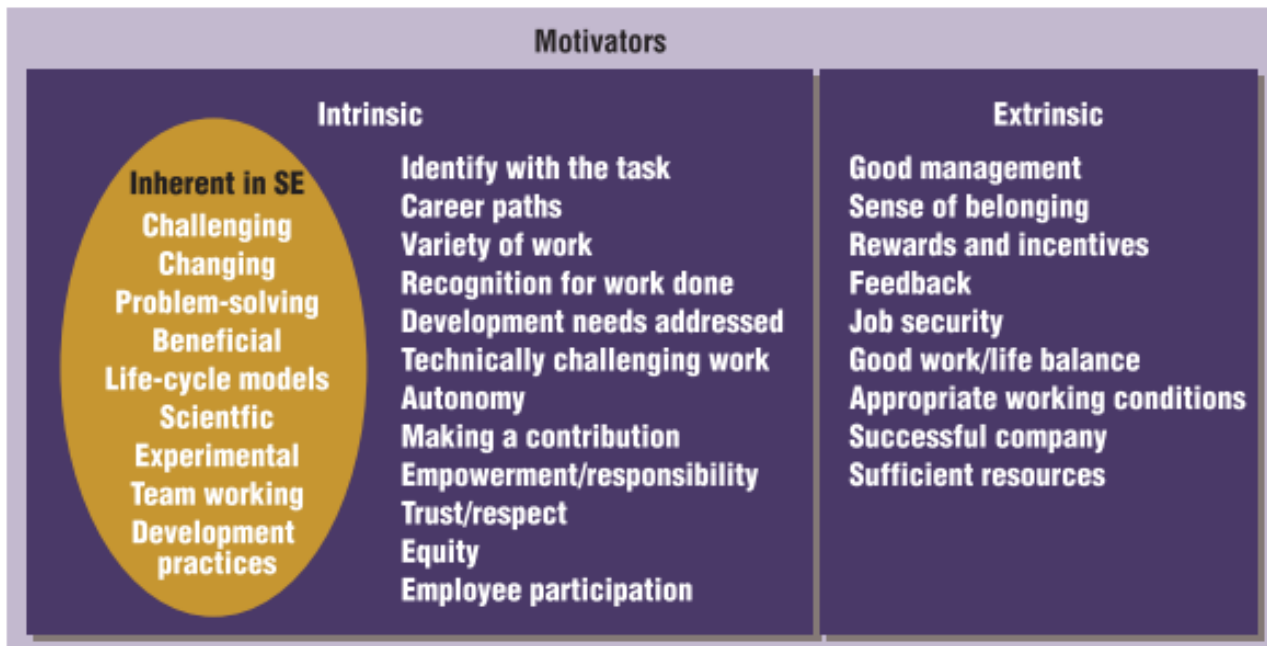 Motivators
Intrinsic
Inherent in SE
Challenging
Changing
Problem-solving
Beneficial
Life-cycle models
Scientfic
Experimental
Team working
Development
practices
Identify with the task
Career paths
Variety of work
Recognition for work done
Development needs addressed
Technically challenging work
Autonomy
Making a contribution
Empowerment/responsibility
Trust/respect
Equity
Employee participation
Extrinsic
Good management
Sense of belonging
Rewards and incentives
Feedback
Job security
Good work/life balance
Appropriate working conditions
Successful company
Sufficient resources